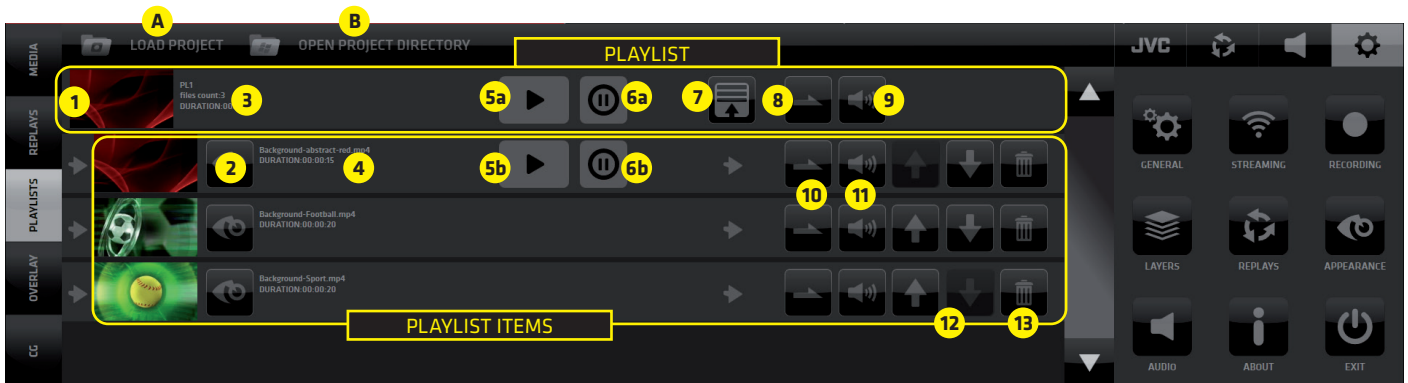 A
B
MEDIA
REPLAYS
PLAYLISTS
OVERLAY
CG
LOAD PROJECT
OPEN PROJECT DIRECTORY
PLAYLIST
JVC
1
PL1
files count:3
DURATION:00:
3
5a
6a
7
8
9
2
Background-abstract-red.mp4
DURATION:00:00:15
4
5b
6b
10
11
Background-Football.mp4
DURATION:00:00:20
Background-Sport.mp4
DURATION:00:00:20
12
13
PLAYLIST ITEMS
GENERAL
STREAMING
RECORDING
LAYERS
REPLAYS
APPEARANCE
AUDIO
ABOUT
EXIT